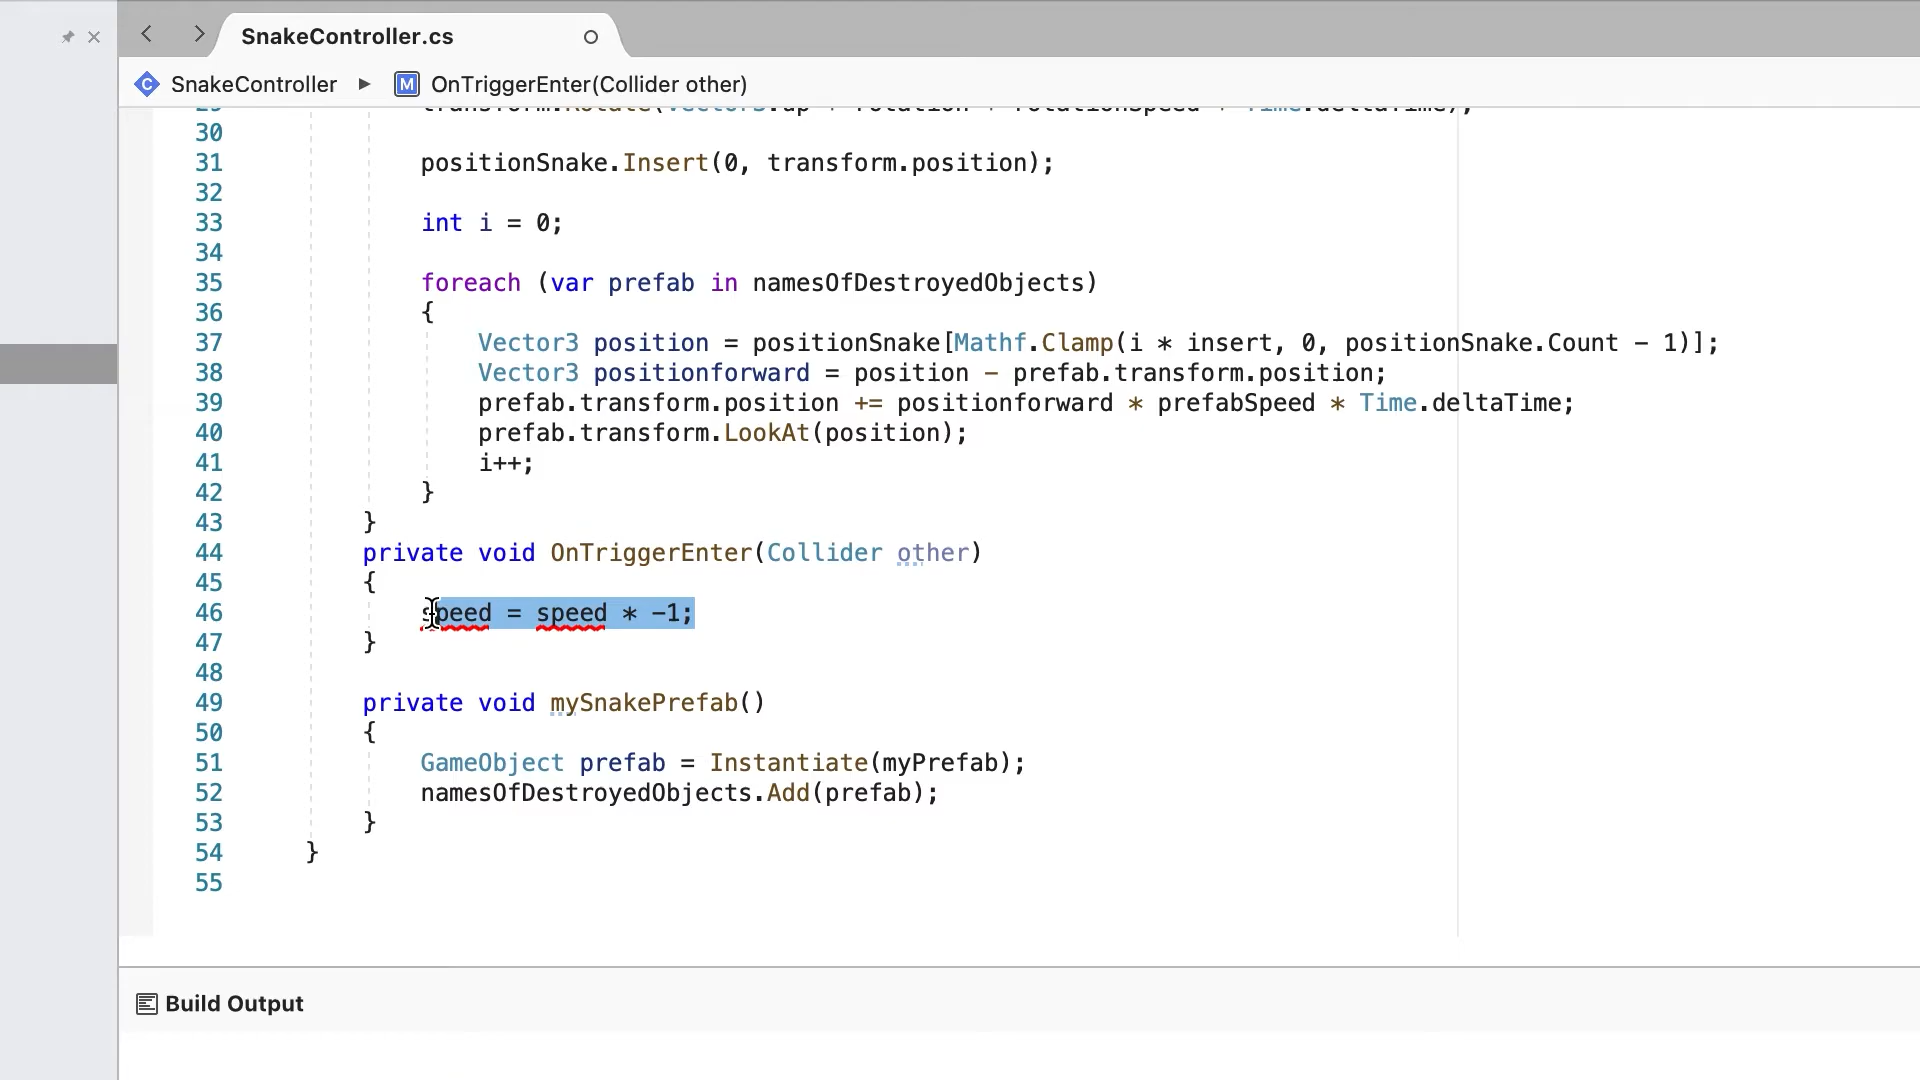 SnakeController.cs
SnakeController ▶ M OnTriggerEnter(Collider other)
30
31 positionSnake.Insert(0, transform.position);
32
33 int i = 0;
34
35 foreach (var prefab in namesOfDestroyedObjects)
36 {
37 Vector3 position = positionSnake[Mathf.Clamp(i * insert, 0, positionSnake.Count - 1)];
38 Vector3 positionforward = position - prefab.transform.position;
39 prefab.transform.position += positionforward * prefabSpeed * Time.deltaTime;
40 prefab.transform.LookAt(position);
41 i++;
42 }
43 }
44 private void OnTriggerEnter(Collider other)
45 {
46 speed = speed * -1;
47 }
48
49 private void mySnakePrefab()
50 {
51 GameObject prefab = Instantiate(myPrefab);
52 namesOfDestroyedObjects.Add(prefab);
53 }
54 }
55
Build Output